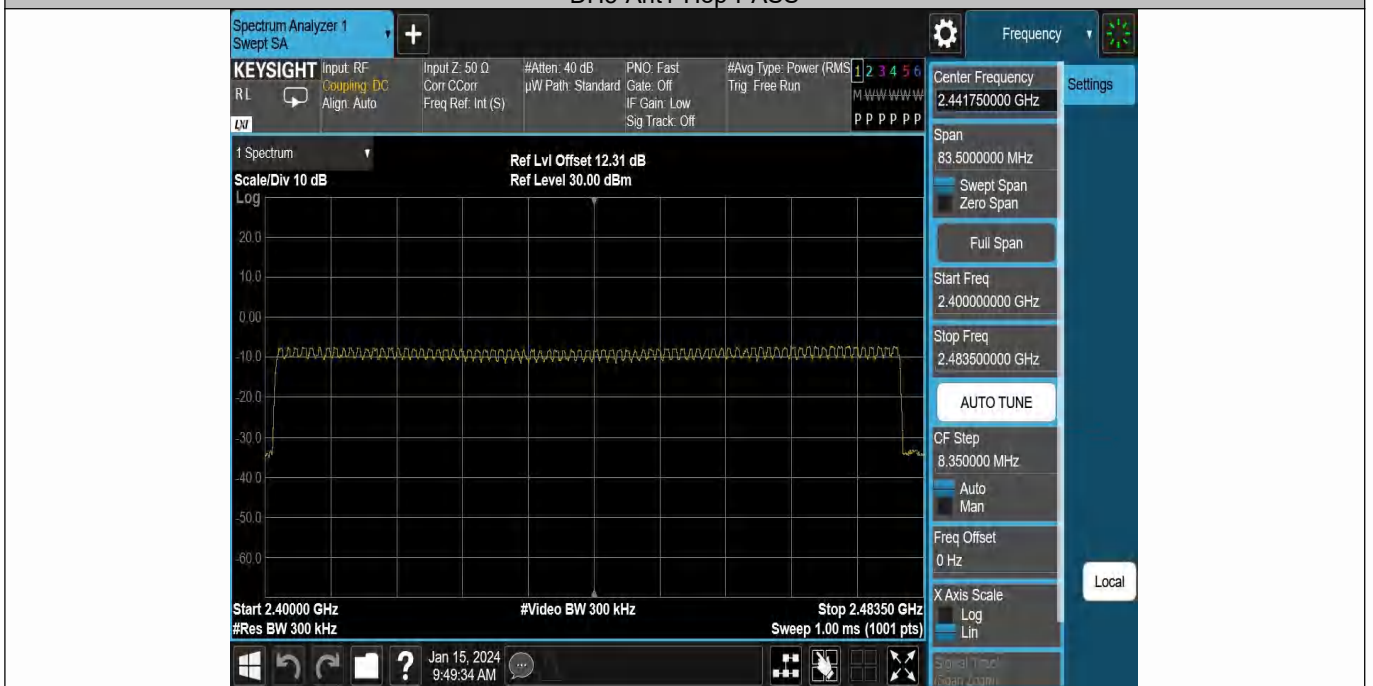 Spectrum Analyzer 1
Swept SA
+
Frequency
KEYSIGHT
RL
LXI
Input: RF
Coupling: DC
Align: Auto
Input Z: 50 Ω
Corr CCorr
Freq Ref: Int (S)
#Atten: 40 dB
µW Path: Standard
PNO: Fast
Gate: Off
IF Gain: Low
Sig Track: Off
#Avg Type: Power (RMS
Trig: Free Run
1 2 3 4 5 6
M W W W W W
P P P P P P
1 Spectrum
Scale/Div 10 dB
Log
Ref Lvl Offset 12.31 dB
Ref Level 30.00 dBm
20.0
10.0
0.00
-10.0
-20.0
-30.0
-40.0
-50.0
-60.0
Start 2.40000 GHz
#Res BW 300 kHz
#Video BW 300 kHz
Stop 2.48350 GHz
Sweep 1.00 ms (1001 pts)
Jan 15, 2024
9:49:34 AM
Center Frequency
2.441750000 GHz
Settings
Span
83.5000000 MHz
Swept Span
Zero Span
Full Span
Start Freq
2.400000000 GHz
Stop Freq
2.483500000 GHz
AUTO TUNE
CF Step
8.350000 MHz
Auto
Man
Freq Offset
0 Hz
X Axis Scale
Log
Lin
Local
Signal Track
(Span Zoom)